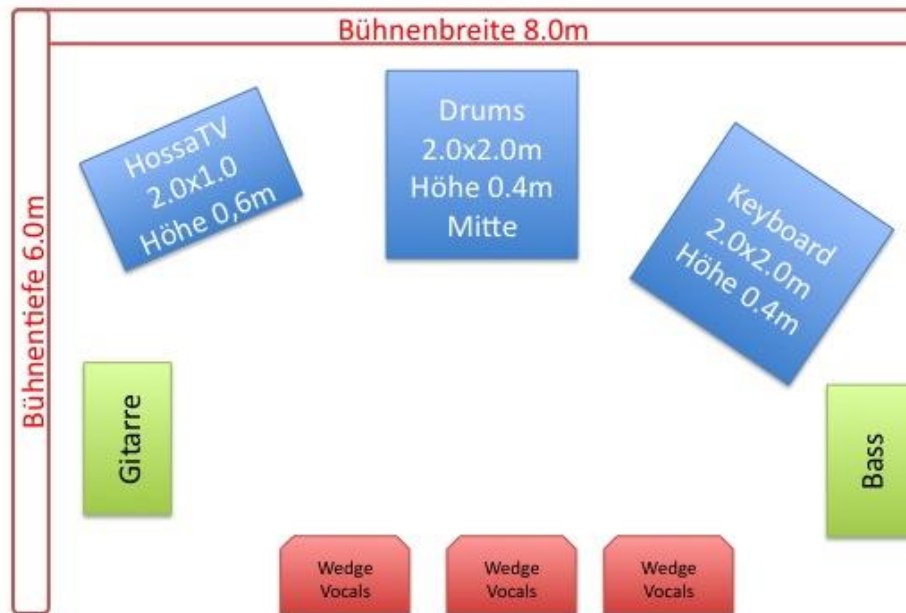 Bühnenbreite 8.0m
Bühnentiefe 6.0m
HossaTV
2.0x1.0
Höhe 0,6m
Drums
2.0x2.0m
Höhe 0.4m
Mitte
Keyboard
2.0x2.0m
Höhe 0.4m
Gitarre
Bass
Wedge
Vocals
Wedge
Vocals
Wedge
Vocals